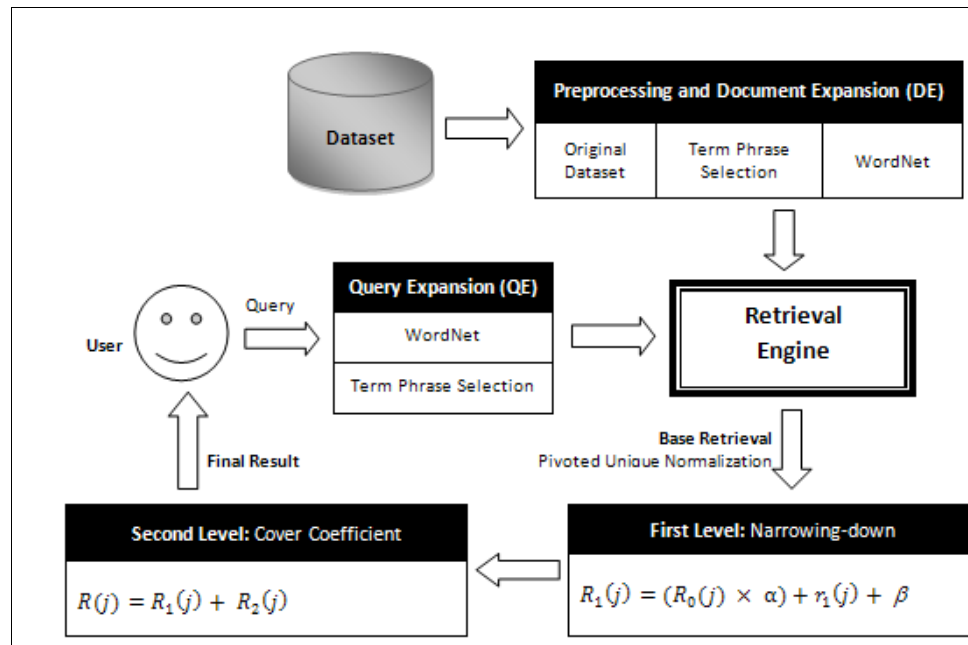 Dataset
Preprocessing and Document Expansion (DE)
Original
Dataset
Term Phrase
Selection
WordNet
User
Query
Query Expansion (QE)
WordNet
Term Phrase Selection
Retrieval
Engine
Base Retrieval
Pivoted Unique Normalization
Final Result
Second Level: Cover Coefficient
R(j) = R₁(j) + R₂(j)
First Level: Narrowing-down
R₁(j) = (R₀(j) × α) + r₁(j) + β